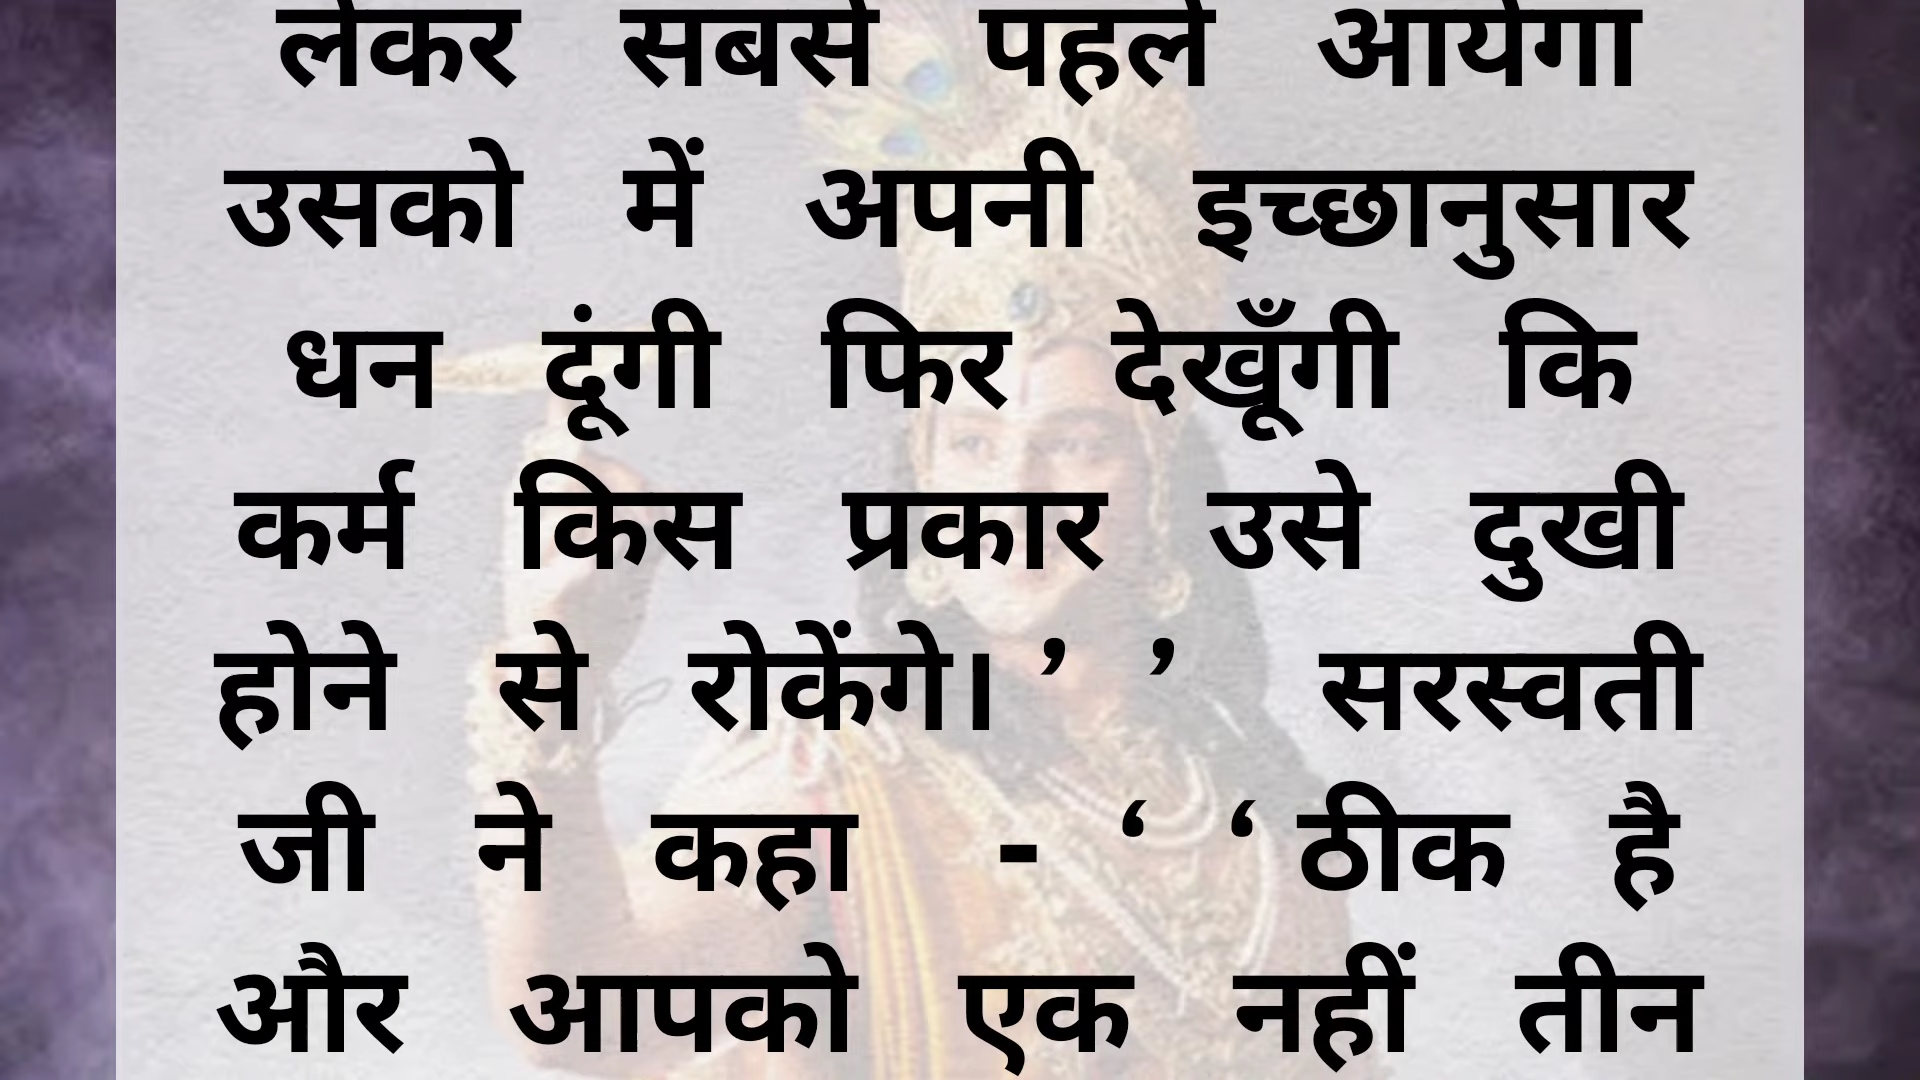 लेकर सबसे पहले आयेगा
उसको में अपनी इच्छानुसार
धन दूंगी फिर देखूँगी कि
कर्म किस प्रकार उसे दुखी
होने से रोकेंगे। ’ ’ सरस्वती
जी ने कहा - ‘ ‘ ठीक है
और आपको एक नहीं तीन